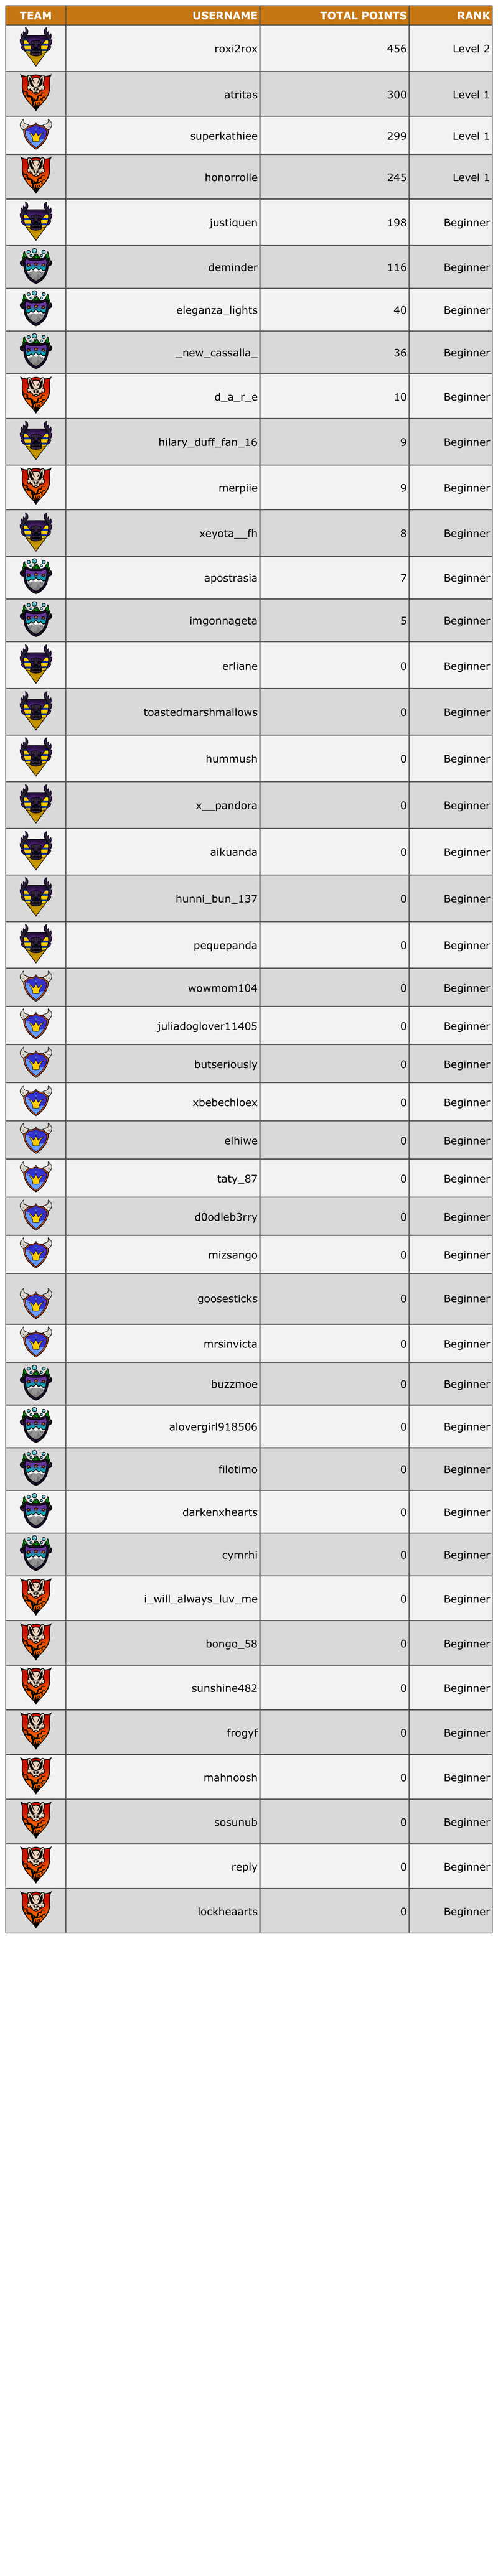 TEAM USERNAME TOTAL POINTS RANK
roxi2rox 456 Level 2
atritas 300 Level 1
superkathiee 299 Level 1
honorrolle 245 Level 1
justiquen 198 Beginner
deminder 116 Beginner
eleganza_lights 40 Beginner
_new_cassalla_ 36 Beginner
d_a_r_e 10 Beginner
hilary_duff_fan_16 9 Beginner
merpiie 9 Beginner
xeyota__fh 8 Beginner
apostrasia 7 Beginner
imgonnageta 5 Beginner
erliane 0 Beginner
toastedmarshmallows 0 Beginner
hummush 0 Beginner
x__pandora 0 Beginner
aikuanda 0 Beginner
hunni_bun_137 0 Beginner
pequepanda 0 Beginner
wowmom104 0 Beginner
juliadoglover11405 0 Beginner
butseriously 0 Beginner
xbebechloex 0 Beginner
elhiwe 0 Beginner
taty_87 0 Beginner
d0odleb3rry 0 Beginner
mizsango 0 Beginner
goosesticks 0 Beginner
mrsinvicta 0 Beginner
buzzmoe 0 Beginner
alovergirl918506 0 Beginner
filotimo 0 Beginner
darkenxhearts 0 Beginner
cymrhi 0 Beginner
i_will_always_luv_me 0 Beginner
bongo_58 0 Beginner
sunshine482 0 Beginner
frogyf 0 Beginner
mahnoosh 0 Beginner
sosunub 0 Beginner
reply 0 Beginner
lockheaarts 0 Beginner